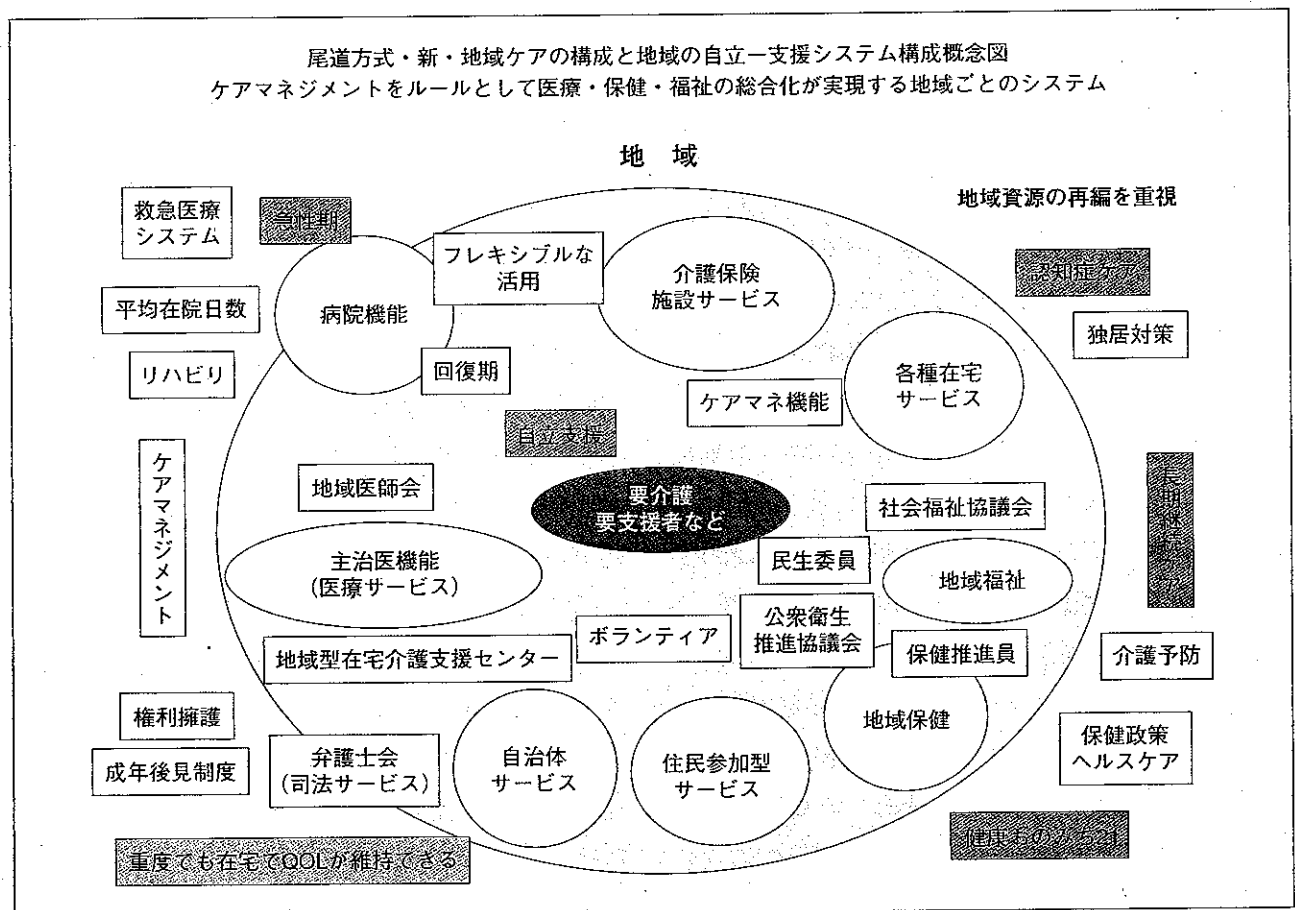 尾道方式・新・地域ケアの構成と地域の自立ー支援システム構成概念図
ケアマネジメントをルールとして医療・保健・福祉の総合化が実現する地域ごとのシステム
地 域
地域資源の再編を重視
救急医療
システム
急性期
フレキシブルな
活用
介護保険
施設サービス
認知症ケア
平均在院日数
病院機能
独居対策
リハビリ
回復期
ケアマネ機能
各種在宅
サービス
自立支援
ケアマネジメント
地域医師会
要介護
要支援者など
社会福祉協議会
長期継続ケア
主治医機能
(医療サービス)
民生委員
地域福祉
ボランティア
公衆衛生
推進協議会
地域型在宅介護支援センター
保健推進員
介護予防
権利擁護
地域保健
成年後見制度
弁護士会
(司法サービス)
自治体
サービス
住民参加型
サービス
保健政策
ヘルスケア
重度でも在宅でQOLが維持できる
健康おのみち21